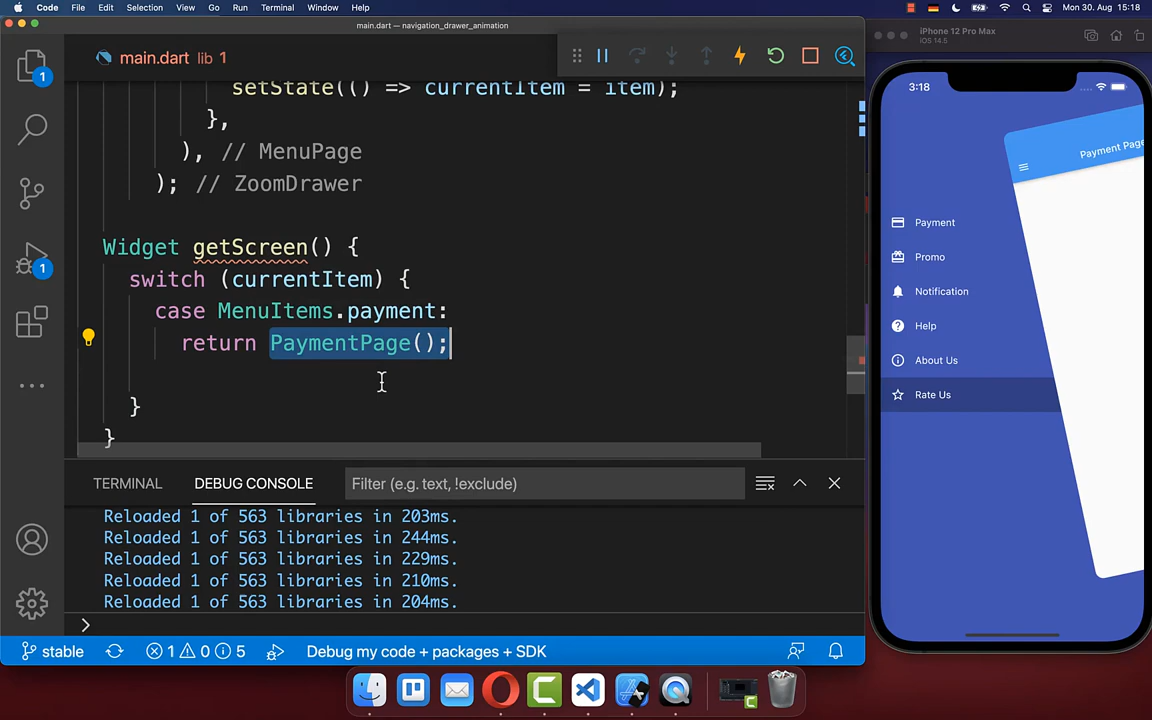 Code File Edit Selection View Go Run Terminal Window Help Mon 30. Aug 15:18
main.dart — navigation_drawer_animation
main.dart lib 1
1
1
setState(() => currentItem = item);
},
), // MenuPage
); // ZoomDrawer
Widget getScreen() {
switch (currentItem) {
case MenuItems.payment:
return PaymentPage();
}
}
TERMINAL
DEBUG CONSOLE
Filter (e.g. text, !exclude)
Reloaded 1 of 563 libraries in 203ms.
Reloaded 1 of 563 libraries in 244ms.
Reloaded 1 of 563 libraries in 229ms.
Reloaded 1 of 563 libraries in 210ms.
Reloaded 1 of 563 libraries in 204ms.
>
stable 1 0 5 Debug my code + packages + SDK
iPhone 12 Pro Max
iOS 14.5
3:18
Payment Page
Payment
Promo
Notification
Help
About Us
Rate Us